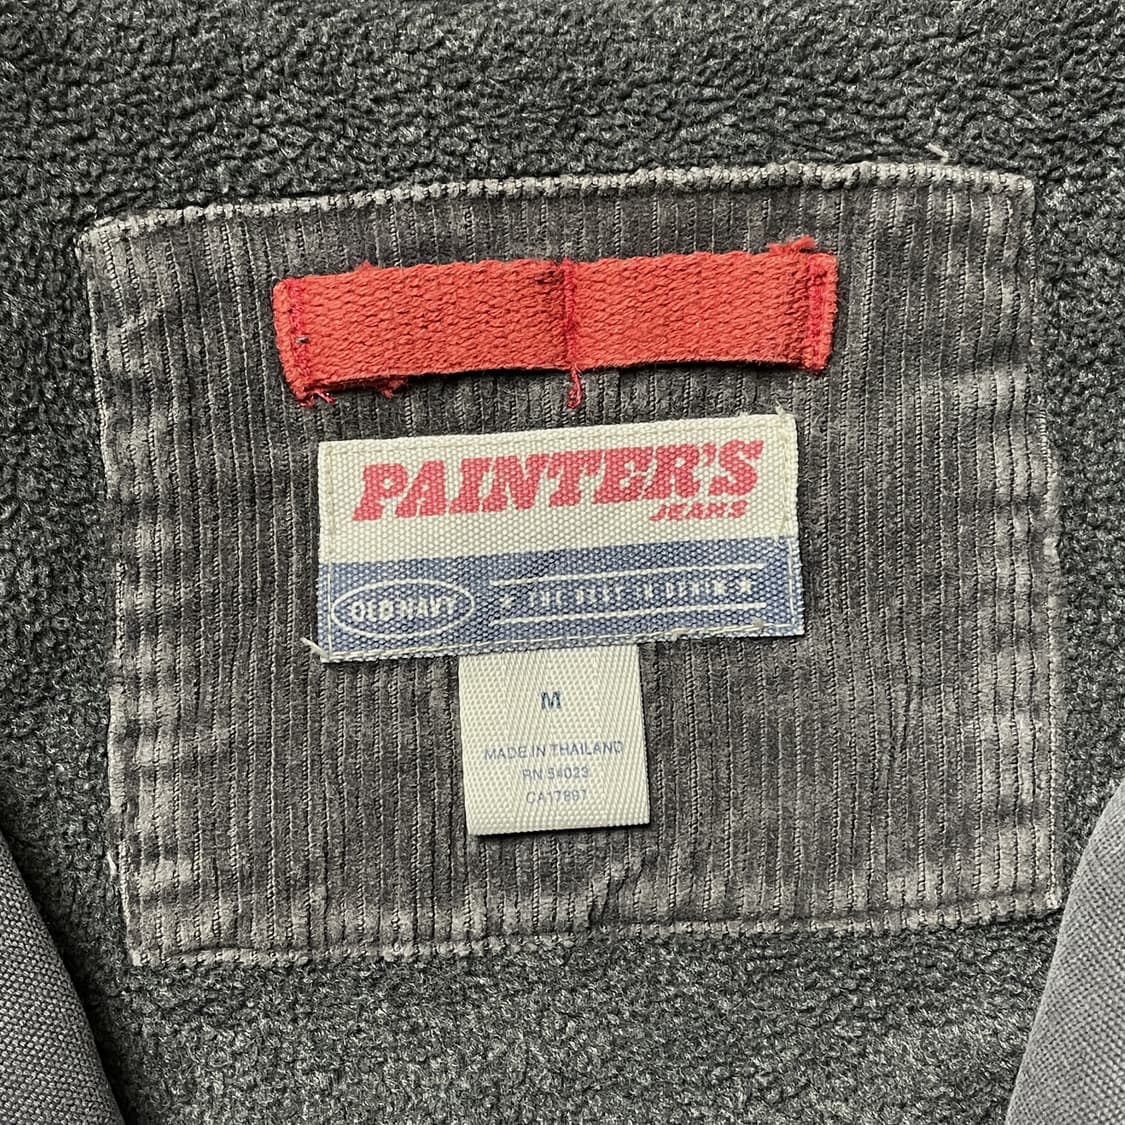 PAINTER'S
JEANS
OLD NAVY ★ THE BEST IN DENIM ★
M
MADE IN THAILAND
RN 54023
CA17897